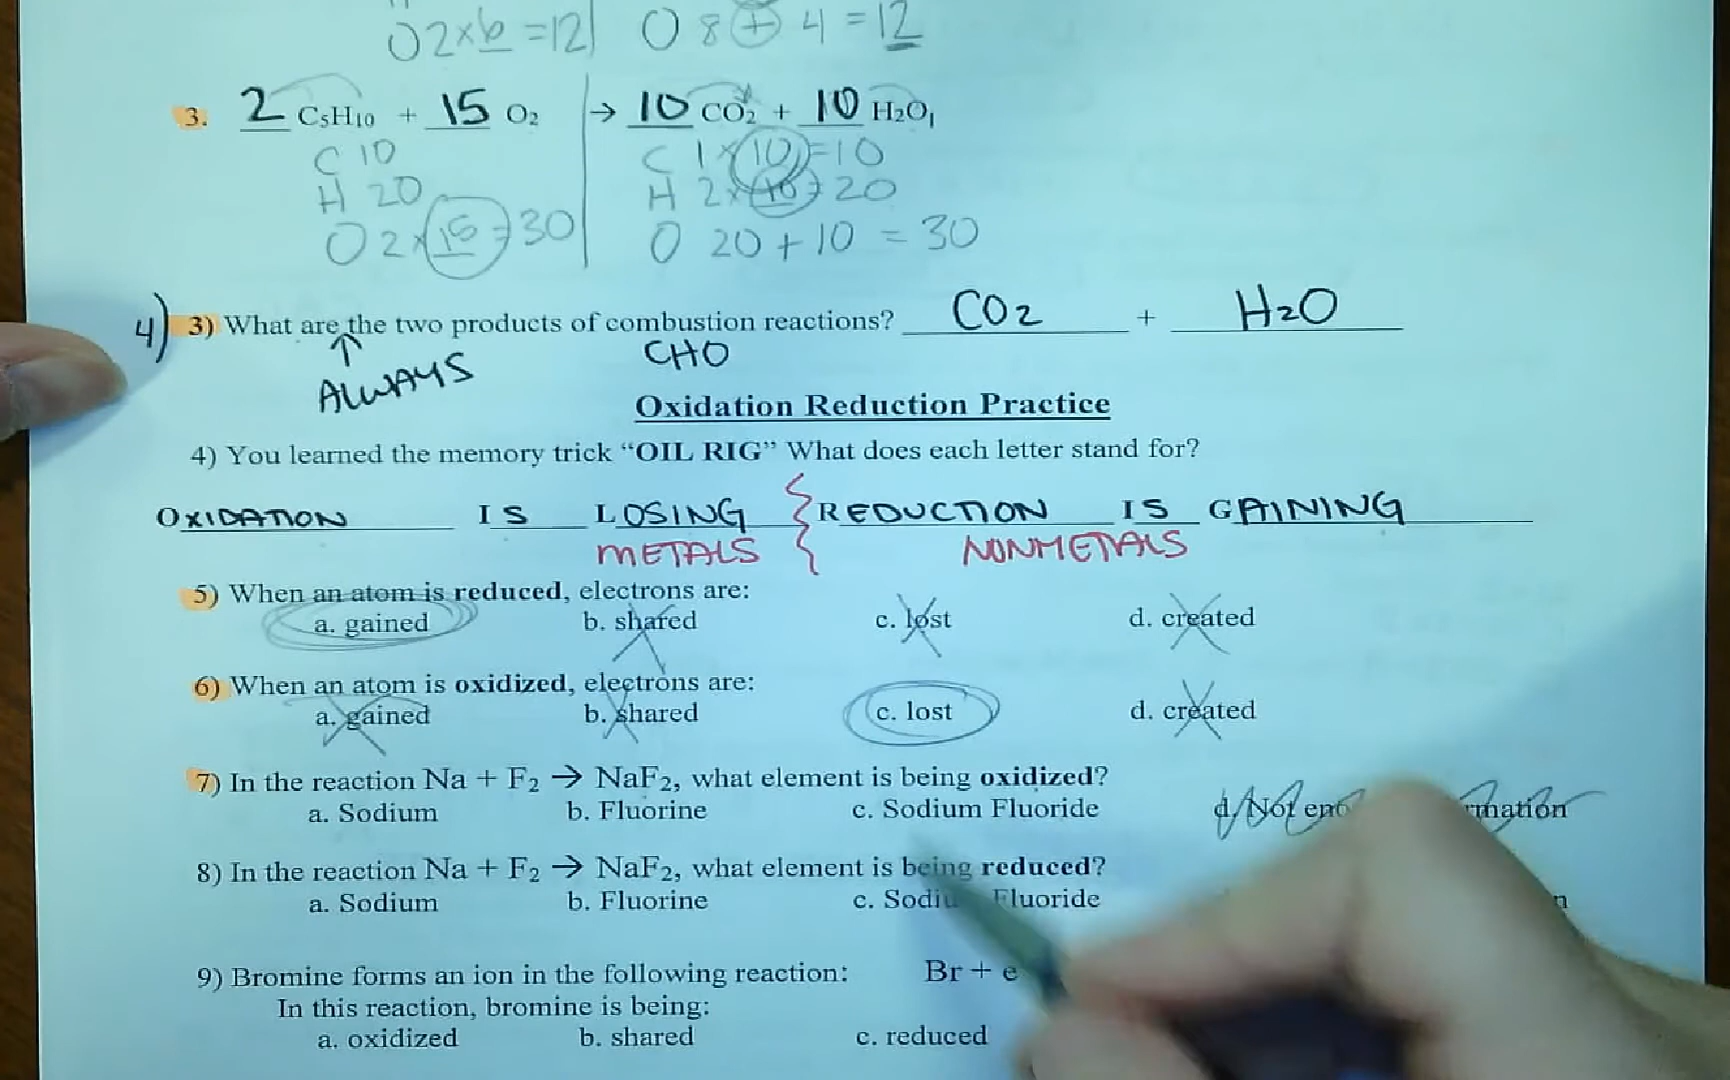 O 2×6 = 12 O 8 + 4 = 12
3. 2 C5H10 + 15 O2 → 10 CO2 + 10 H2O1
C 10 C 1×10 = 10
H 20 H 2×10 = 20
O 2×15 = 30 O 20 + 10 = 30
4) 3) What are the two products of combustion reactions? CO2 + H2O
ALWAYS CHO
Oxidation Reduction Practice
4) You learned the memory trick “OIL RIG” What does each letter stand for?
OXIDATION IS LOSING REDUCTION IS GAINING
METALS NONMETALS
5) When an atom is reduced, electrons are:
a. gained b. shared c. lost d. created
6) When an atom is oxidized, electrons are:
a. gained b. shared c. lost d. created
7) In the reaction Na + F2 → NaF2, what element is being oxidized?
a. Sodium b. Fluorine c. Sodium Fluoride d. Not
8) In the reaction Na + F2 → NaF2, what element is being reduced?
a. Sodium b. Fluorine c. Sodium Fluoride
9) Bromine forms an ion in the following reaction: Br + e
In this reaction, bromine is being:
a. oxidized b. shared c. reduced